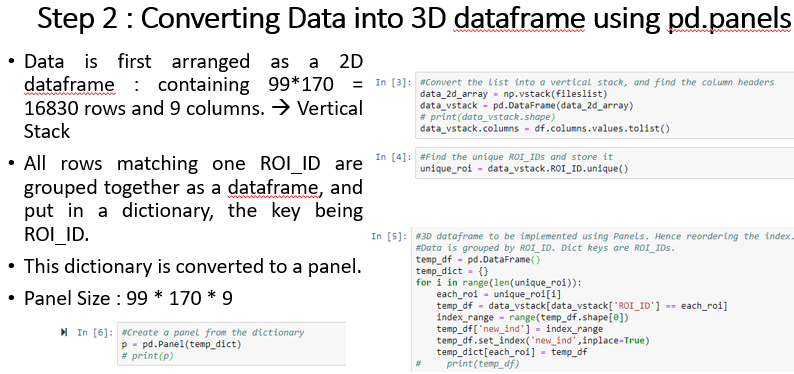 Step 2 : Converting Data into 3D dataframe using pd.panels
• Data is first arranged as a 2D
dataframe : containing 99*170 =
16830 rows and 9 columns. → Vertical
Stack
• All rows matching one ROI_ID are
grouped together as a dataframe, and
put in a dictionary, the key being
ROI_ID.
• This dictionary is converted to a panel.
• Panel Size : 99 * 170 * 9
In [6]: #Create a panel from the dictionary
p = pd.Panel(temp_dict)
# print(p)
In [3]: #Convert the list into a vertical stack, and find the column headers
data_2d_array = np.vstack(fileslist)
data_vstack = pd.DataFrame(data_2d_array)
# print(data_vstack.shape)
data_vstack.columns = df.columns.values.tolist()
In [4]: #Find the unique ROI_IDs and store it
unique_roi = data_vstack.ROI_ID.unique()
In [5]: #3D dataframe to be implemented using Panels. Hence reordering the index.
#Data is grouped by ROI_ID. Dict keys are ROI_IDs.
temp_df = pd.DataFrame()
temp_dict = {}
for i in range(len(unique_roi)):
    each_roi = unique_roi[i]
    temp_df = data_vstack[data_vstack['ROI_ID'] == each_roi]
    index_range = range(temp_df.shape[0])
    temp_df['new_ind'] = index_range
    temp_df.set_index('new_ind',inplace=True)
    temp_dict[each_roi] = temp_df
#     print(temp_df)